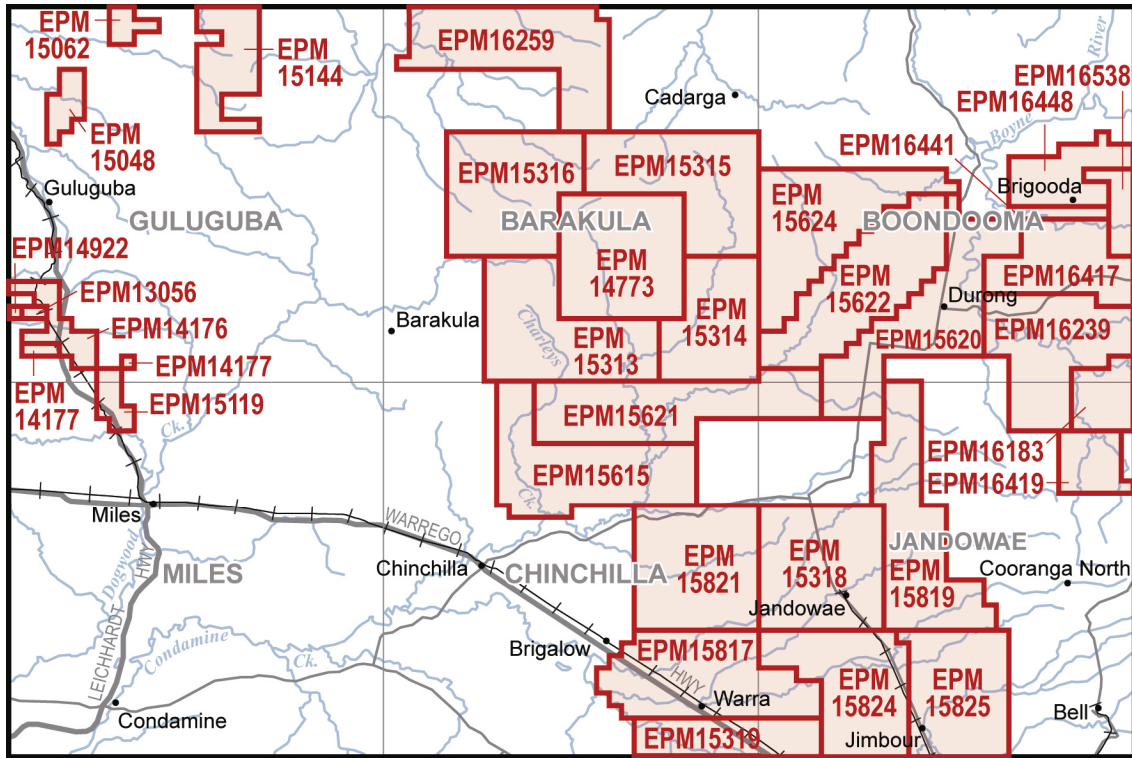 EPM
15062
EPM
15144
EPM16259
Cadarga
River
Boyne
EPM16538
EPM16448
EPM16441
Brigooda
EPM
15048
Guluguba
GULUGUBA
EPM15316
EPM15315
BARAKULA
EPM
15624
BOONDOOMA
EPM14922
EPM
14773
EPM
15622
EPM16417
EPM13056
Durong
EPM14176
Barakula
Charleys
EPM
15314
EPM
15313
EPM15620
EPM16239
EPM14177
EPM
14177
EPM15119
Ck.
EPM15621
EPM16183
EPM16419
EPM15615
Ck.
Miles
WARREGO
Dogwood
HWY
MILES
Chinchilla
CHINCHILLA
EPM
15821
EPM
15318
JANDOWAE
EPM
15819
Cooranga North
Jandowae
LEICHHARDT
Condamine
Ck.
Brigalow
EPM15817
HWY
Warra
EPM
15824
EPM
15825
Condamine
Bell
EPM15319
Jimbour